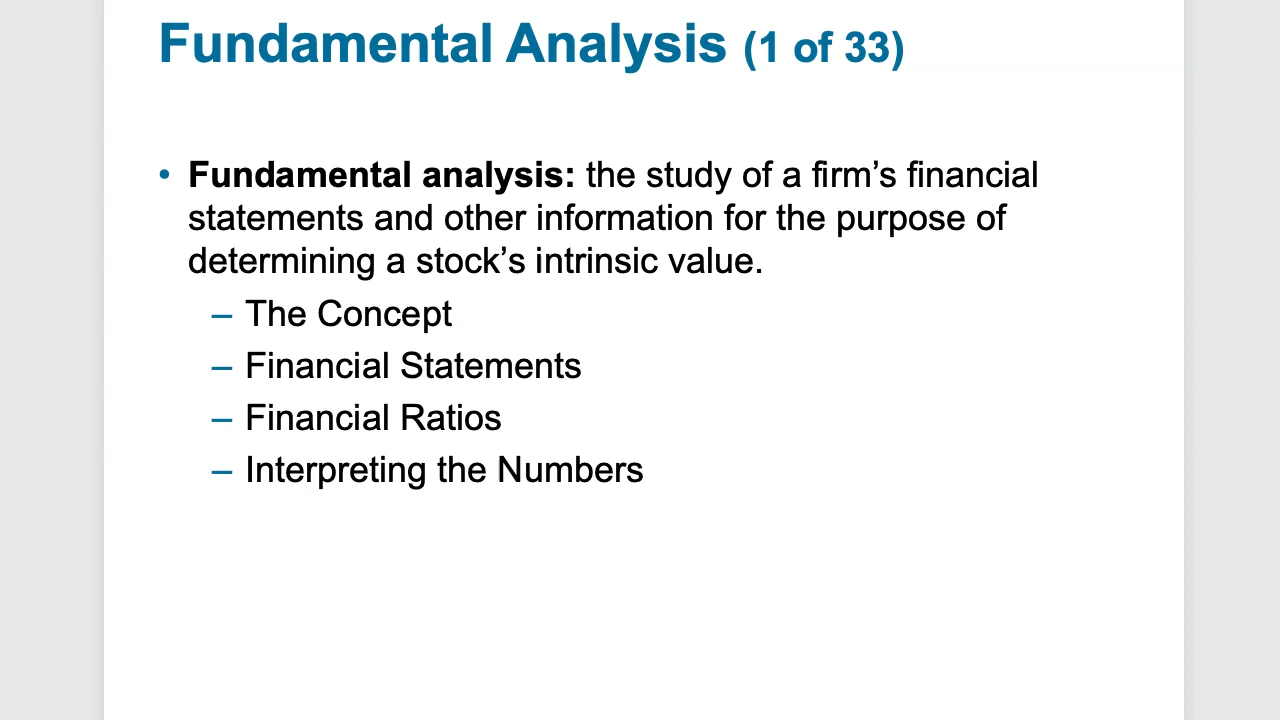 Fundamental Analysis (1 of 33)
• Fundamental analysis: the study of a firm’s financial
statements and other information for the purpose of
determining a stock’s intrinsic value.
– The Concept
– Financial Statements
– Financial Ratios
– Interpreting the Numbers